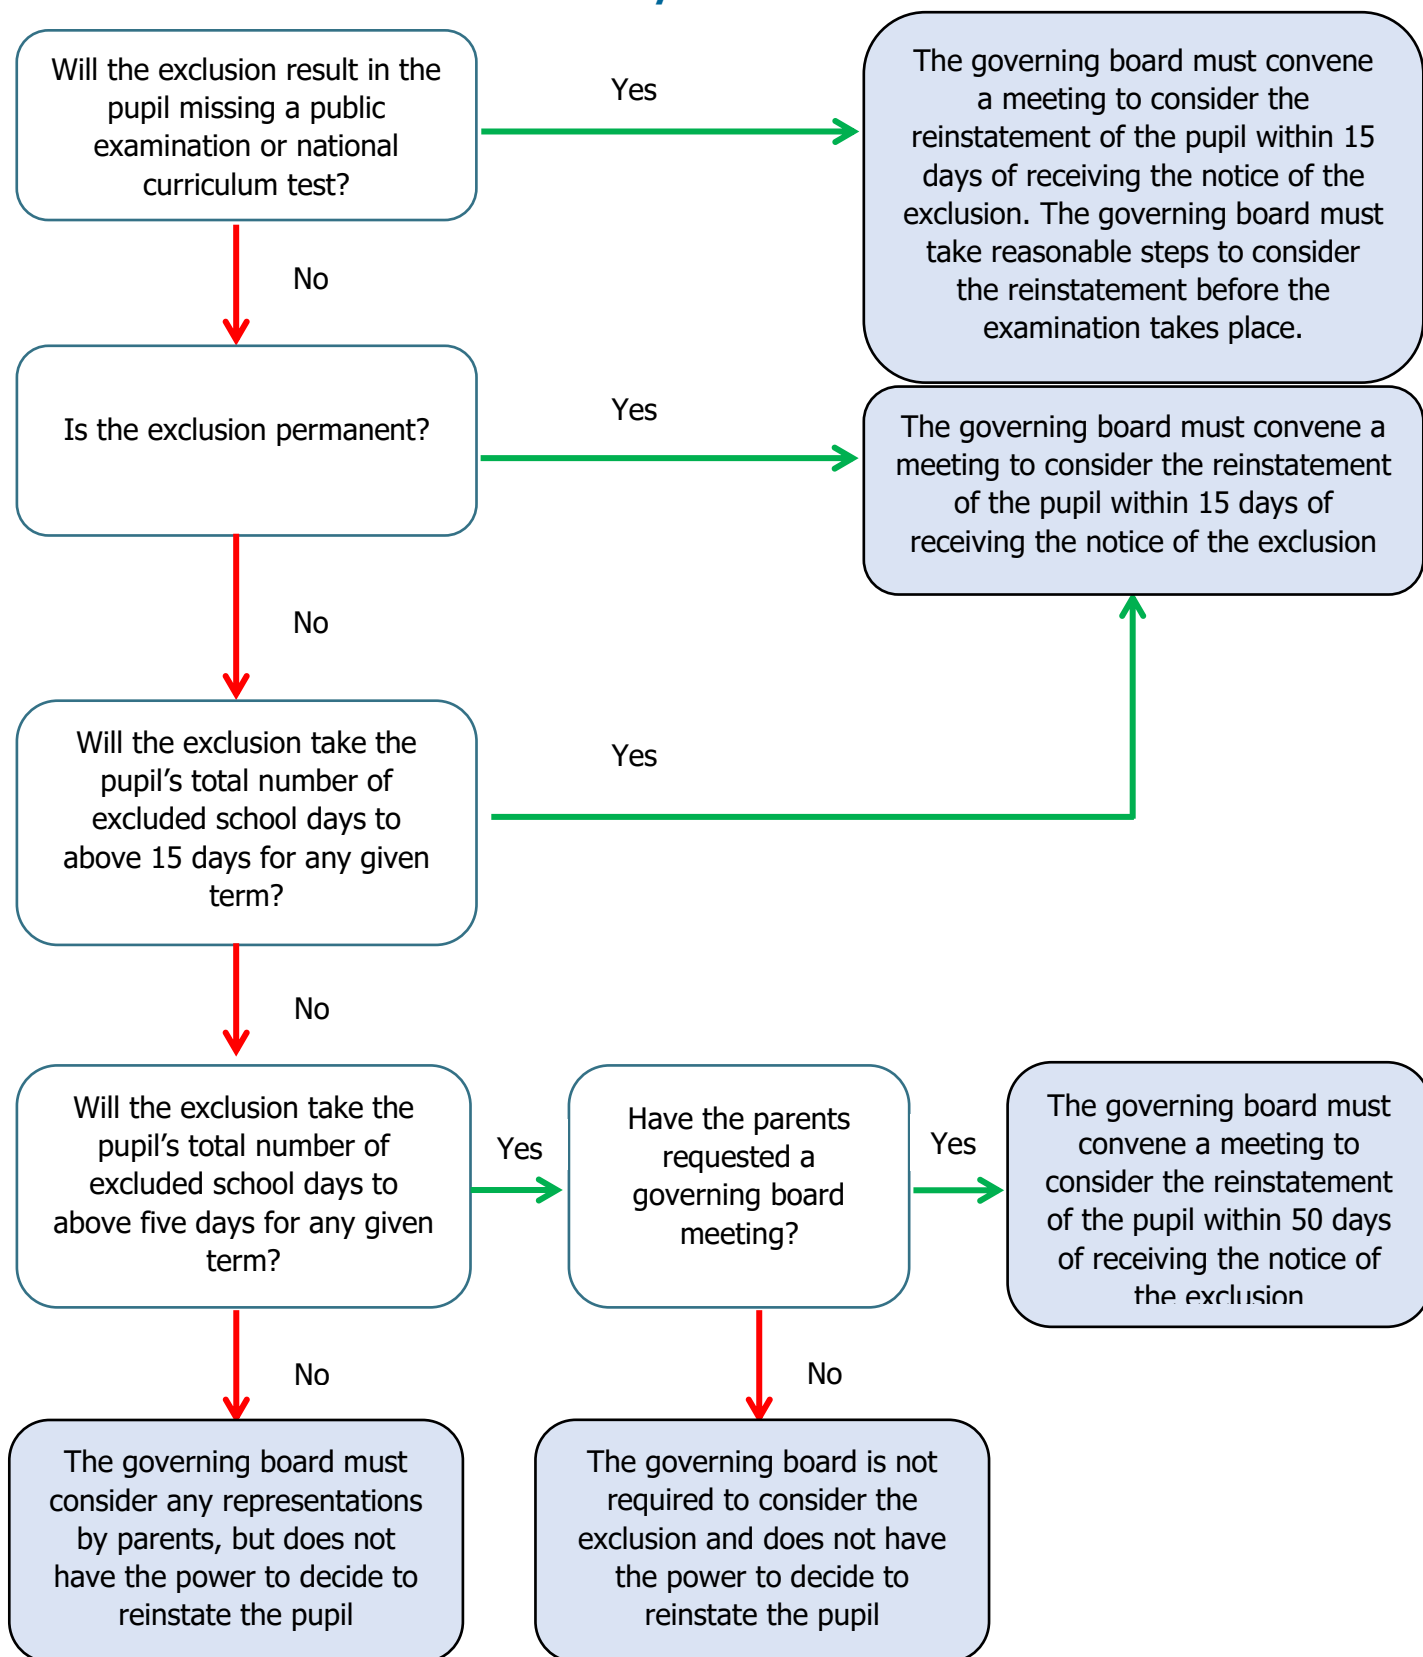 Will the exclusion result in the
pupil missing a public
examination or national
curriculum test?
Yes
The governing board must convene
a meeting to consider the
reinstatement of the pupil within 15
days of receiving the notice of the
exclusion. The governing board must
take reasonable steps to consider
the reinstatement before the
examination takes place.
No
Is the exclusion permanent?
Yes
The governing board must convene a
meeting to consider the reinstatement
of the pupil within 15 days of
receiving the notice of the exclusion
No
Will the exclusion take the
pupil’s total number of
excluded school days to
above 15 days for any given
term?
Yes
No
Will the exclusion take the
pupil’s total number of
excluded school days to
above five days for any given
term?
Yes
Have the parents
requested a
governing board
meeting?
Yes
The governing board must
convene a meeting to
consider the reinstatement
of the pupil within 50 days
of receiving the notice of
the exclusion
No
No
The governing board must
consider any representations
by parents, but does not
have the power to decide to
reinstate the pupil
The governing board is not
required to consider the
exclusion and does not have
the power to decide to
reinstate the pupil